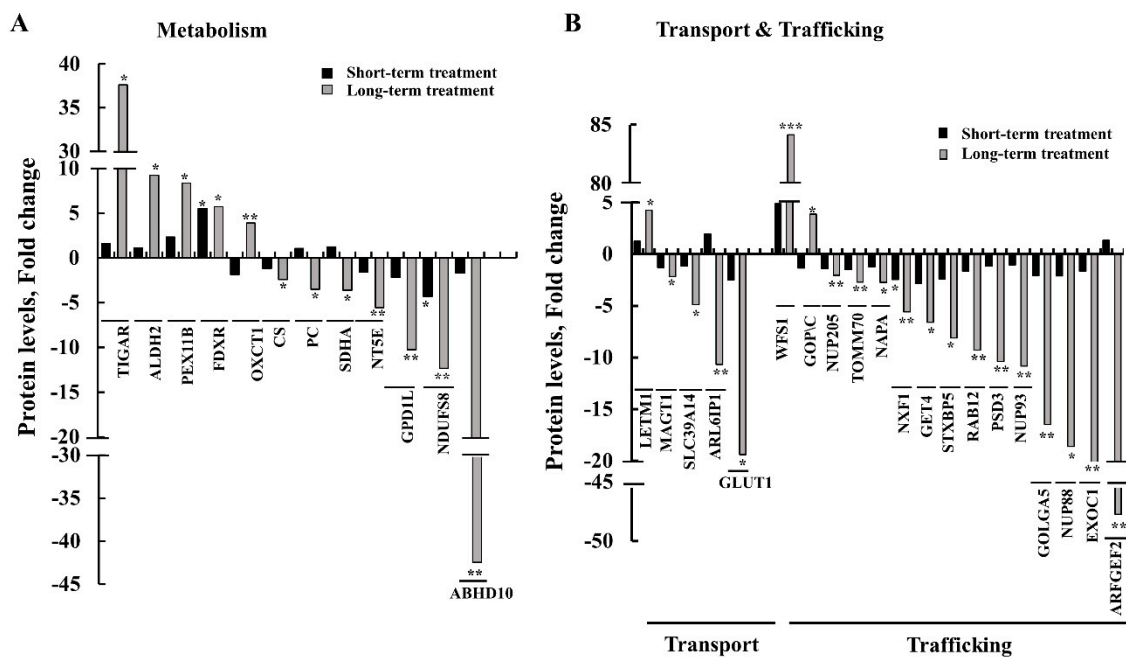 A
Metabolism
Protein levels, Fold change
40
35
30
10
5
0
-5
-10
-15
-20
-30
-35
-40
-45
Short-term treatment
Long-term treatment
*
*
*
*
*
**
*
*
*
**
**
*
**
**
TIGAR
ALDH2
PEX11B
FDXR
OXCT1
CS
PC
SDHA
NT5E
GPD1L
NDUFS8
ABHD10
B
Transport & Trafficking
Protein levels, Fold change
85
80
5
0
-5
-10
-15
-20
-45
-50
Short-term treatment
Long-term treatment
*
*
*
**
*
***
*
**
**
*
*
**
*
*
**
*
**
**
*
**
**
LETM1
MAGT1
SLC39A14
ARL6IP1
GLUT1
WFS1
GOP\C
NUP205
TOMM70
NAPA
NXF1
GET4
STXBP5
RAB12
PSD3
NUP93
GOLGA5
NUP88
EXOC1
ARFGEF2
Transport
Trafficking